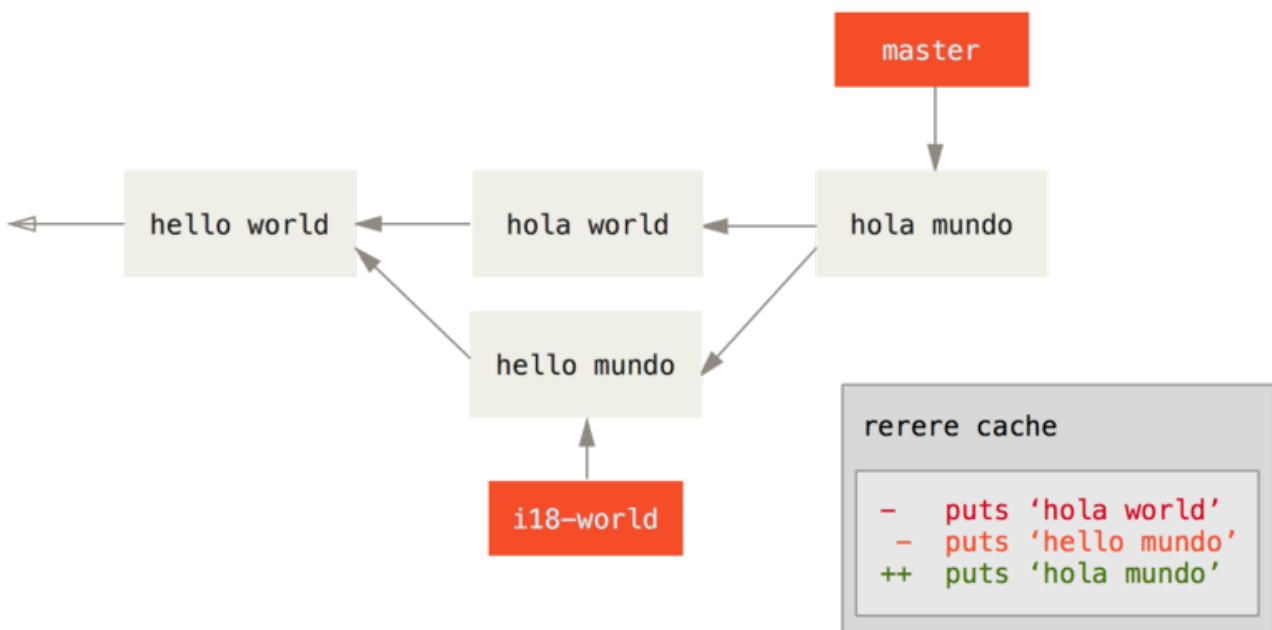 master
hello world
hola world
hola mundo
hello mundo
i18-world
rerere cache
-   puts ‘hola world’
 -  puts ‘hello mundo’
++  puts ‘hola mundo’